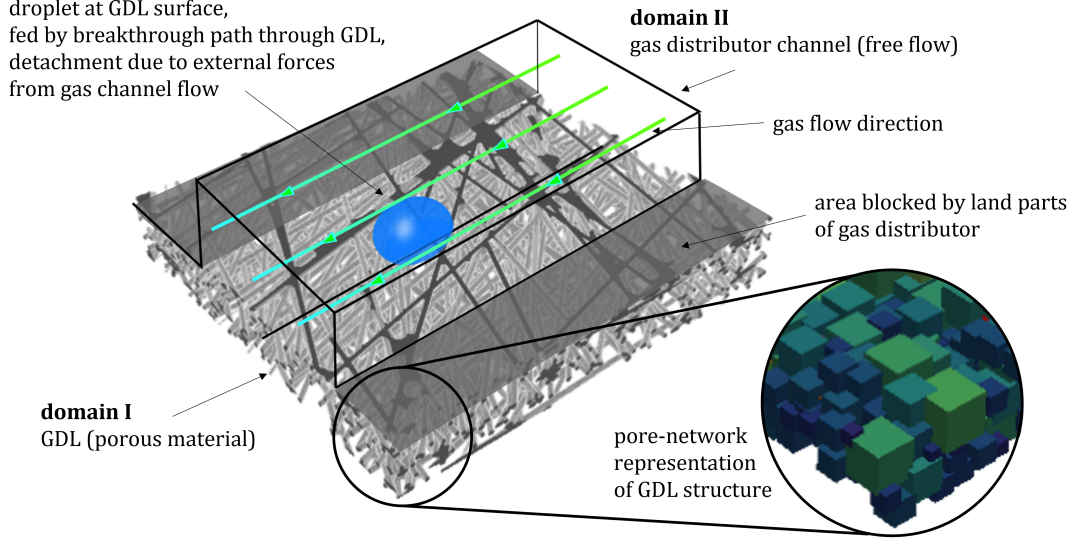 droplet at GDL surface,
fed by breakthrough path through GDL,
detachment due to external forces
from gas channel flow
domain II
gas distributor channel (free flow)
gas flow direction
area blocked by land parts
of gas distributor
domain I
GDL (porous material)
pore-network
representation
of GDL structure